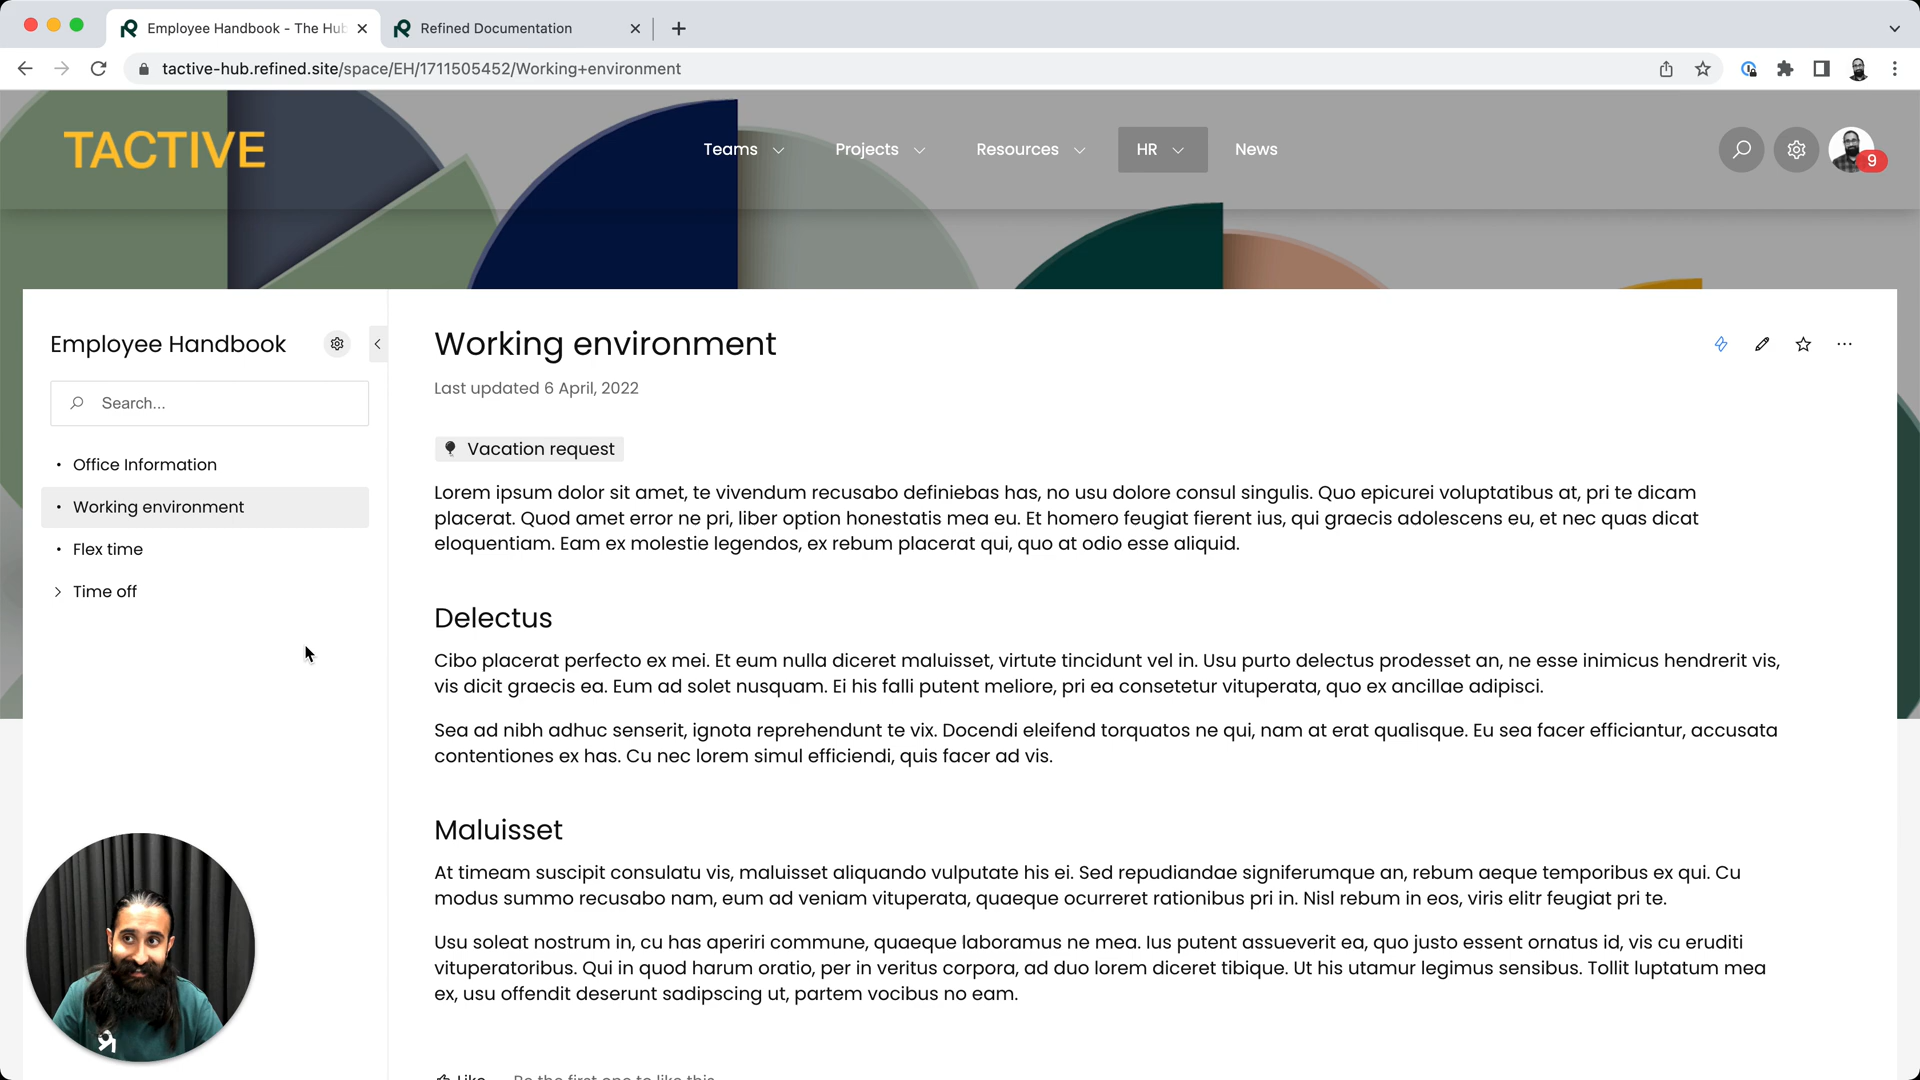 Employee Handbook - The Hub
Refined Documentation
tactive-hub.refined.site/space/EH/1711505452/Working+environment
TACTIVE
Teams
Projects
Resources
HR
News
9
Employee Handbook
Search...
Office Information
Working environment
Flex time
Time off
Working environment
Last updated 6 April, 2022
Vacation request
Lorem ipsum dolor sit amet, te vivendum recusabo definiebas has, no usu dolore consul singulis. Quo epicurei voluptatibus at, pri te dicam
placerat. Quod amet error ne pri, liber option honestatis mea eu. Et homero feugiat fierent ius, qui graecis adolescens eu, et nec quas dicat
eloquentiam. Eam ex molestie legendos, ex rebum placerat qui, quo at odio esse aliquid.
Delectus
Cibo placerat perfecto ex mei. Et eum nulla diceret maluisset, virtute tincidunt vel in. Usu purto delectus prodesset an, ne esse inimicus hendrerit vis,
vis dicit graecis ea. Eum ad solet nusquam. Ei his falli putent meliore, pri ea consetetur vituperata, quo ex ancillae adipisci.
Sea ad nibh adhuc senserit, ignota reprehendunt te vix. Docendi eleifend torquatos ne qui, nam at erat qualisque. Eu sea facer efficiantur, accusata
contentiones ex has. Cu nec lorem simul efficiendi, quis facer ad vis.
Maluisset
At timeam suscipit consulatu vis, maluisset aliquando vulputate his ei. Sed repudiandae signiferumque an, rebum aeque temporibus ex qui. Cu
modus summo recusabo nam, eum ad veniam vituperata, quaeque ocurreret rationibus pri in. Nisl rebum in eos, viris elitr feugiat pri te.
Usu soleat nostrum in, cu has aperiri commune, quaeque laboramus ne mea. Ius putent assueverit ea, quo justo essent ornatus id, vis cu eruditi
vituperatoribus. Qui in quod harum oratio, per in veritus corpora, ad duo lorem diceret tibique. Ut his utamur legimus sensibus. Tollit luptatum mea
ex, usu offendit deserunt sadipscing ut, partem vocibus no eam.
Like
Be the first one to like this